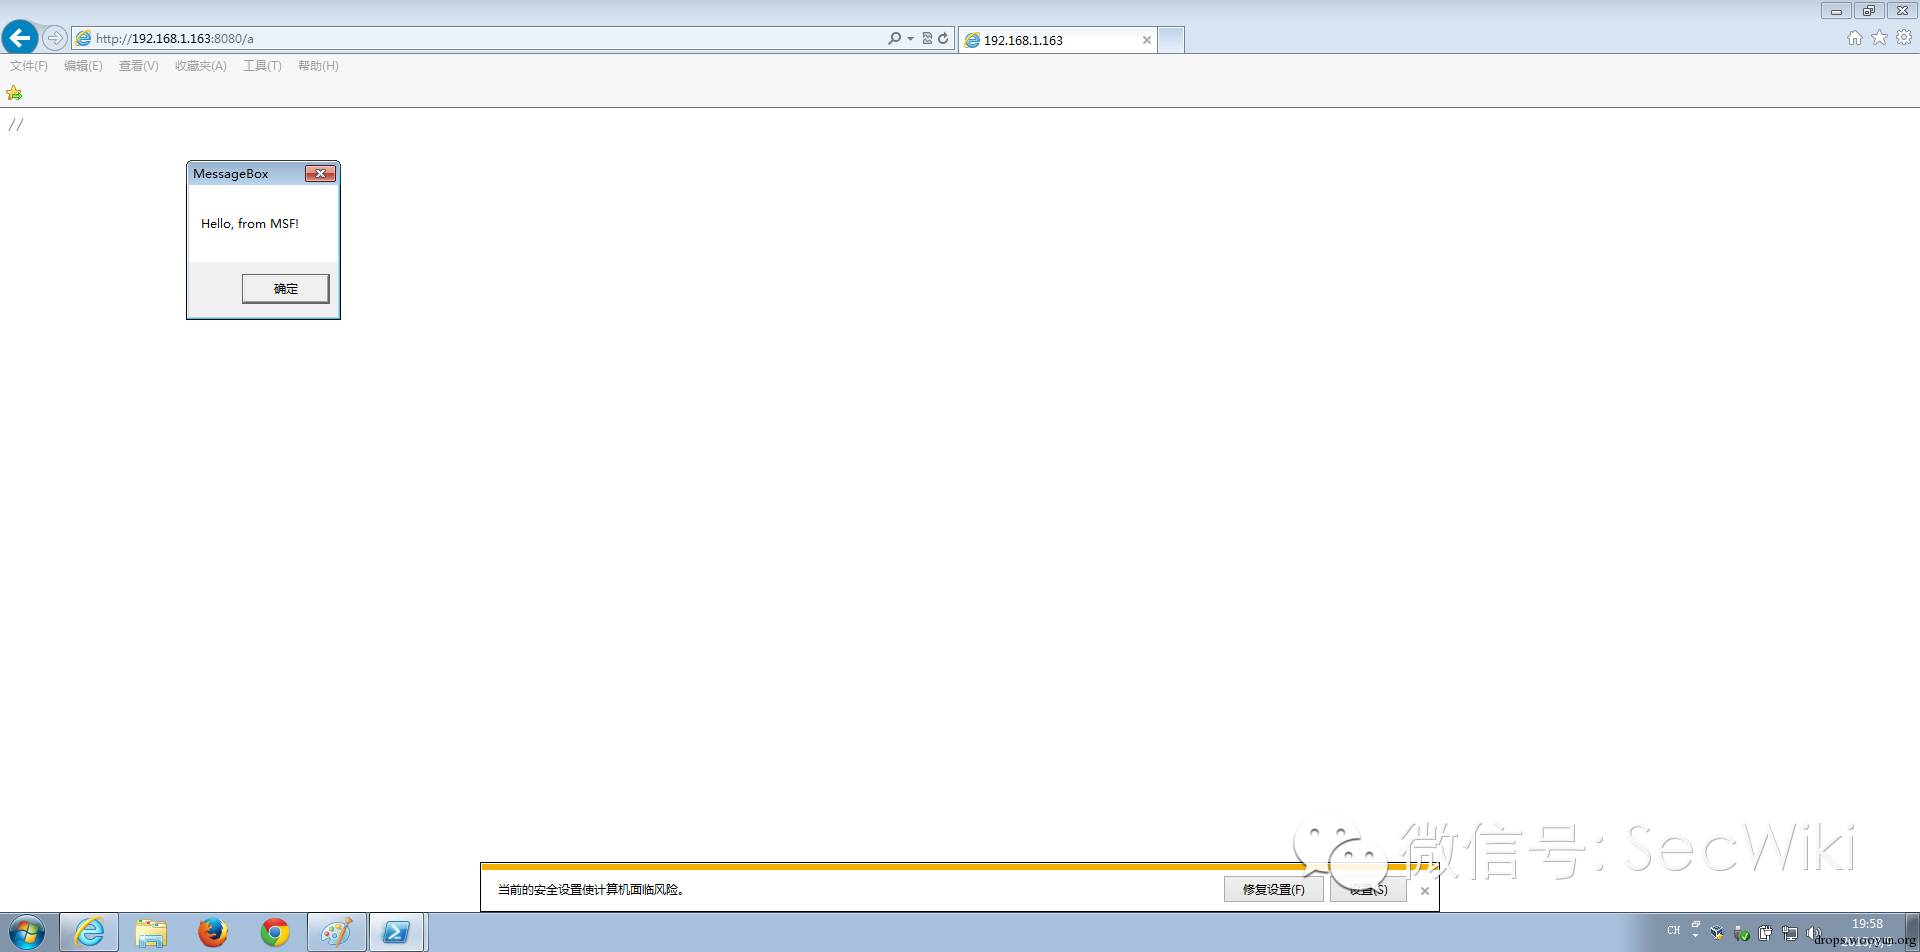 http://192.168.1.163:8080/a
192.168.1.163
文件(F) 编辑(E) 查看(V) 收藏夹(A) 工具(T) 帮助(H)
//
MessageBox
Hello, from MSF!
确定
微信号: SecWiki
当前的安全设置使计算机面临风险。
修复设置(F) 设置(S)
CH
19:58
drops.wooyun.org